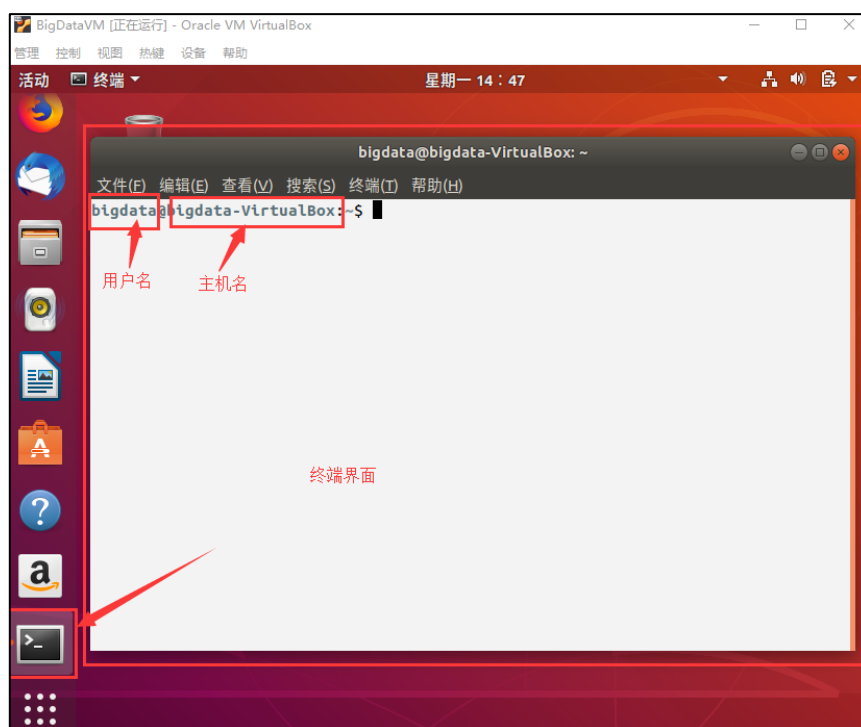 BigDataVM [正在运行] - Oracle VM VirtualBox
管理 控制 视图 热键 设备 帮助
活动 终端 星期一 14：47
bigdata@bigdata-VirtualBox: ~
文件(F) 编辑(E) 查看(V) 搜索(S) 终端(T) 帮助(H)
bigdata@bigdata-VirtualBox:~$
用户名 主机名
终端界面